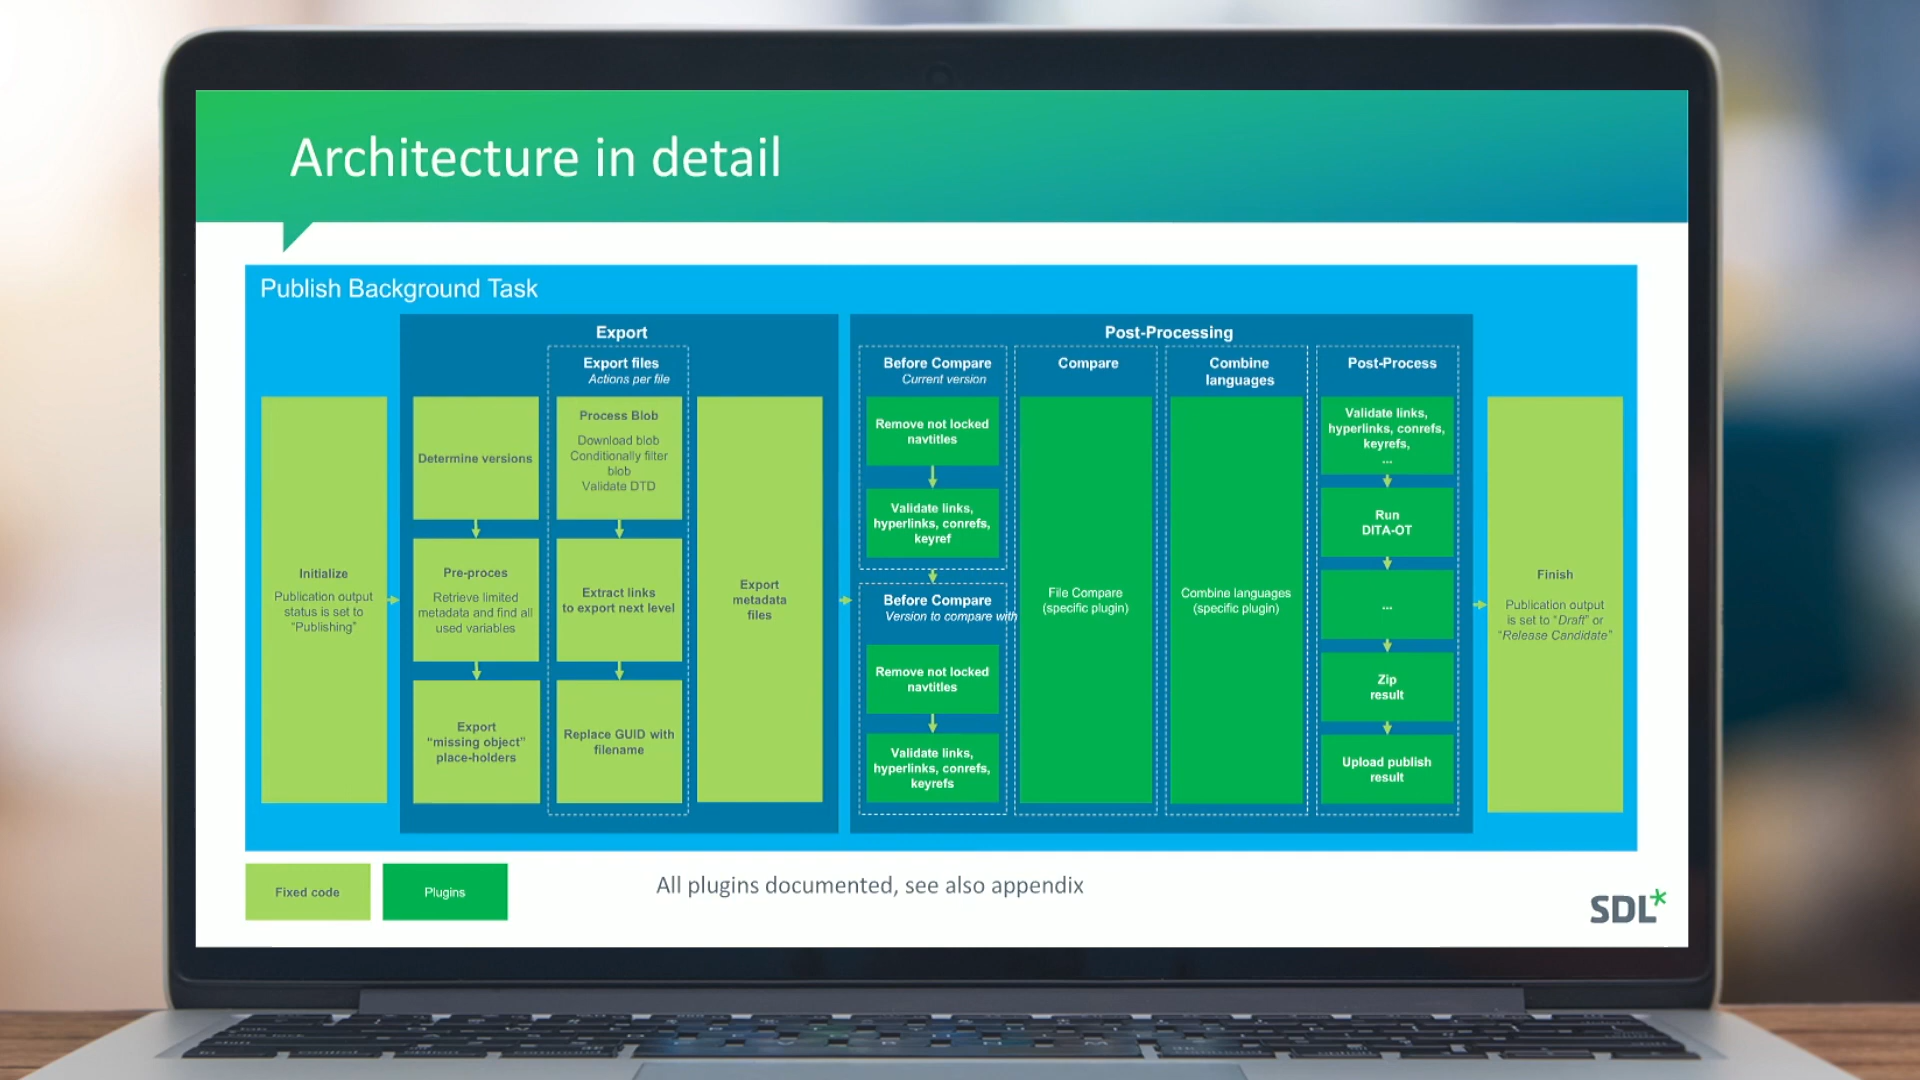 Architecture in detail
Publish Background Task
Initialize
Publication output
status is set to
"Publishing"
Export
Determine versions
Pre-proces
Retrieve limited
metadata and find all
used variables
Export
“missing object”
place-holders
Export files
Actions per file
Process Blob
Download blob
Conditionally filter
blob
Validate DTD
Extract links
to export next level
Replace GUID with
filename
Export
metadata
files
Post-Processing
Before Compare
Current version
Remove not locked
navtitles
Validate links,
hyperlinks, conrefs,
keyref
Before Compare
Version to compare with
Remove not locked
navtitles
Validate links,
hyperlinks, conrefs,
keyrefs
Compare
File Compare
(specific plugin)
Combine
languages
Combine languages
(specific plugin)
Post-Process
Validate links,
hyperlinks, conrefs,
keyrefs,
...
Run
DITA-OT
...
Zip
result
Upload publish
result
Finish
Publication output
is set to "Draft" or
"Release Candidate"
Fixed code
Plugins
All plugins documented, see also appendix
SDL*